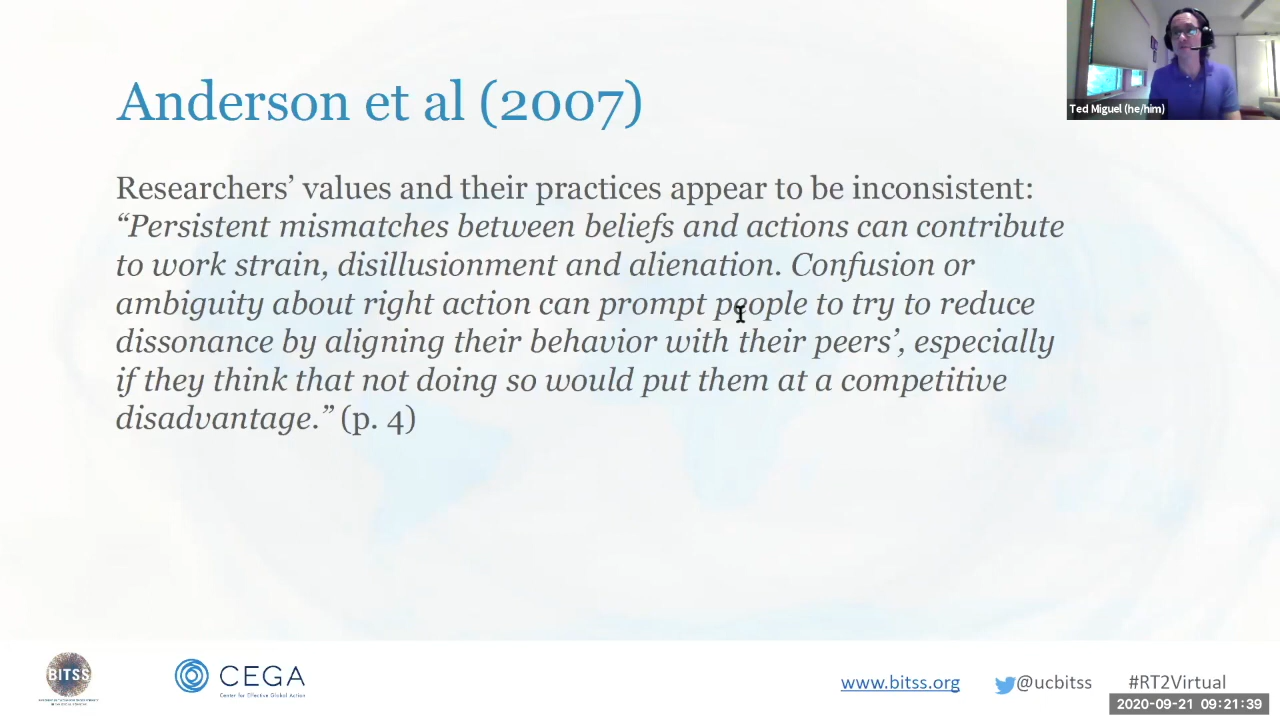 Anderson et al (2007)
Ted Miguel (he/him)
Researchers’ values and their practices appear to be inconsistent:
“Persistent mismatches between beliefs and actions can contribute
to work strain, disillusionment and alienation. Confusion or
ambiguity about right action can prompt people to try to reduce
dissonance by aligning their behavior with their peers’, especially
if they think that not doing so would put them at a competitive
disadvantage.” (p. 4)
BITSS
CEGA
Center for Effective Global Action
www.bitss.org
@ucbitss
#RT2Virtual
2020-09-21 09:21:39